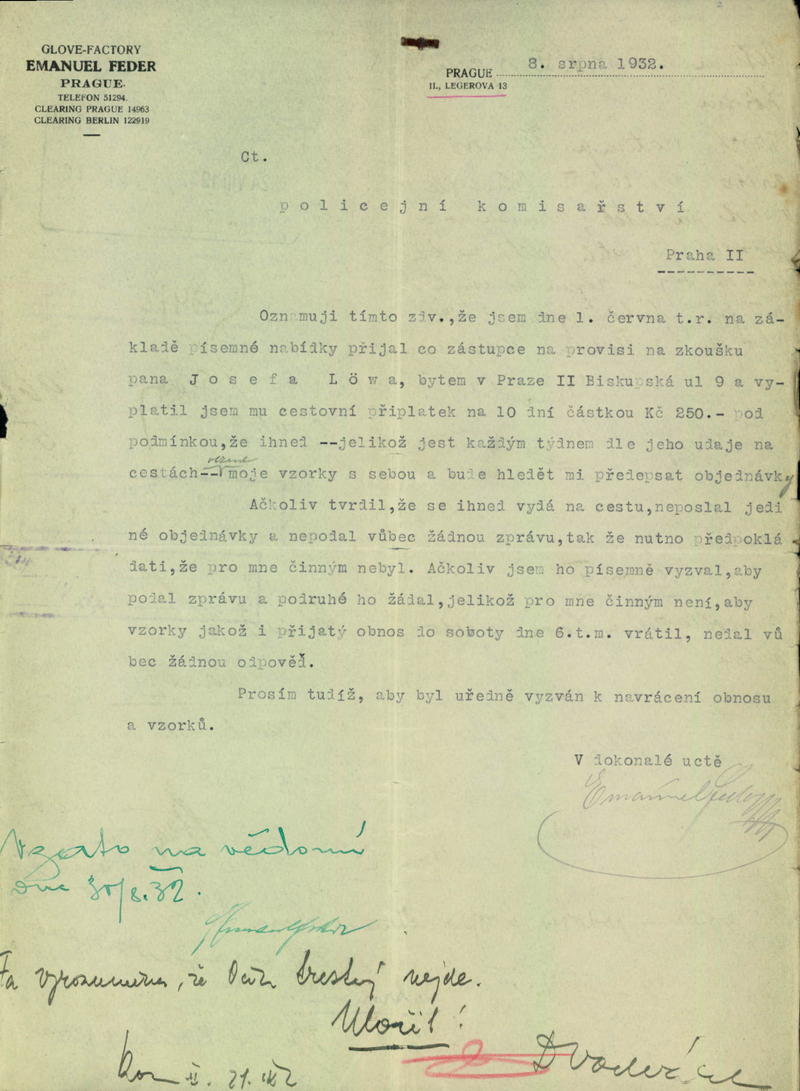 GLOVE-FACTORY
EMANUEL FEDER
PRAGUE.
TELEFON 51294.
CLEARING PRAGUE 14963
CLEARING BERLIN 122919
PRAGUE 8. srpna 1932.
II., LEGEROVA 13
Ct.
policejní komisařství
Praha II
Oznamuji tímto zdv.,že jsem dne 1. června t.r. na zá-
kladě písemné nabídky přijal co zástupce na provisi na zkoušku
pana Josefa Löwa, bytem v Praze II Biskupská ul 9 a vy-
platil jsem mu cestovní připlatek na 10 dní částkou Kč 250.- pod
podmínkou,že ihned --jelikož jest každým týdnem dle jeho udaje na
vezme
cestách-- moje vzorky s sebou a bude hledět mi předepsat objednávky
Ačkoliv tvrdil,že se ihned vydá na cestu,neposlal jedi
né objednávky a nepodal vůbec žádnou zprávu,tak že nutno předpoklá
dati,že pro mne činným nebyl. Ačkoliv jsem ho písemně vyzval,aby
podal zprávu a podruhé ho žádal,jelikož pro mne činným není,aby
vzorky jakož i přijatý obnos do soboty dne 6.t.m. vrátil, nedal vů
bec žádnou odpověď.
Prosím tudíž, aby byl uředně vyzván k navrácení obnosu
a vzorků.
V dokonalé uctě
Emanuel Feder
Vzato na vědomí
dne 31/8.32.
Fa vyrozuměna, že čin trestný nejde.
Uložit!